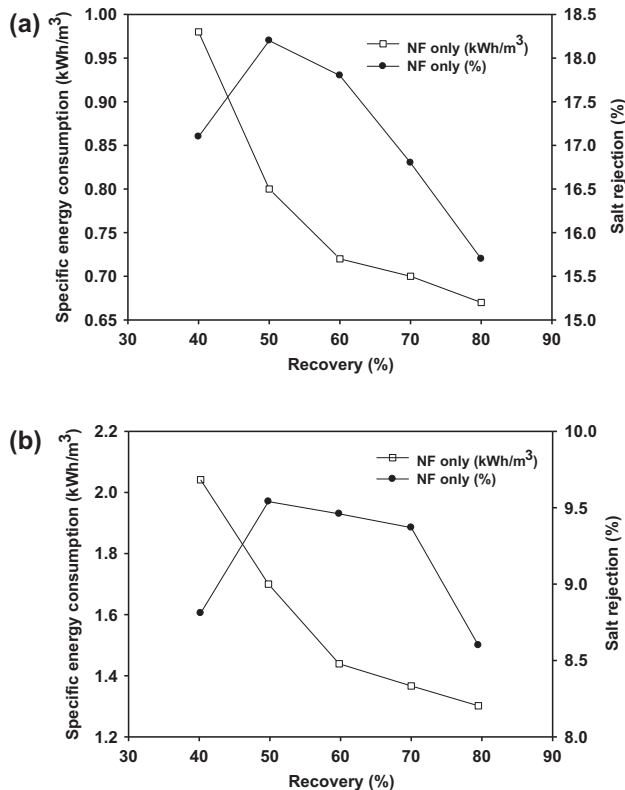 (a)
Specific energy consumption (kWh/m³)
1.00
0.95
0.90
0.85
0.80
0.75
0.70
0.65
NF only (kWh/m³)
NF only (%)
18.5
18.0
17.5
17.0
16.5
16.0
15.5
15.0
Salt rejection (%)
30 40 50 60 70 80 90
Recovery (%)
(b)
Specific energy consumption (kWh/m³)
2.2
2.0
1.8
1.6
1.4
1.2
NF only (kWh/m³)
NF only (%)
10.0
9.5
9.0
8.5
8.0
Salt rejection (%)
30 40 50 60 70 80 90
Recovery (%)